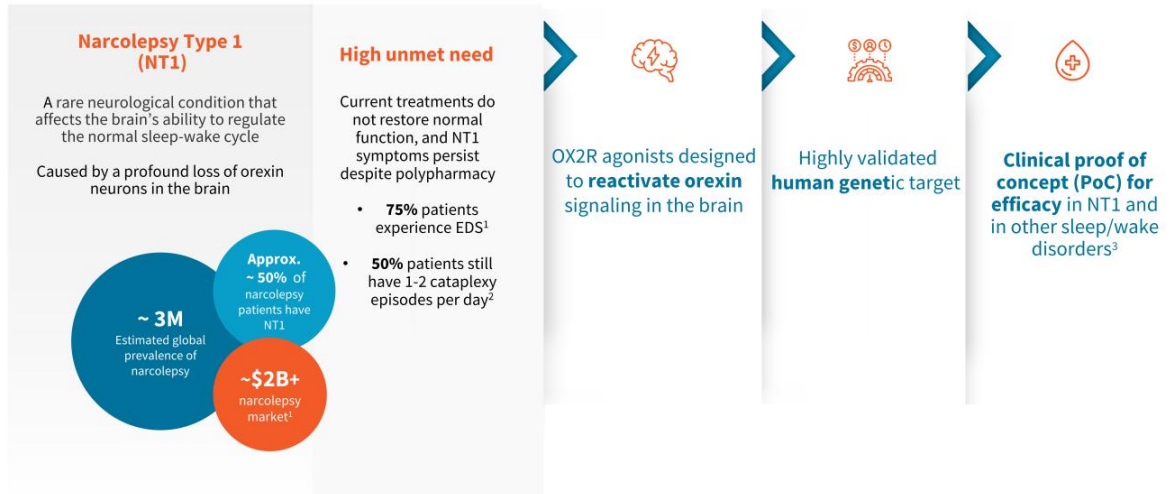 Narcolepsy Type 1
(NT1)
A rare neurological condition that
affects the brain’s ability to regulate
the normal sleep-wake cycle
Caused by a profound loss of orexin
neurons in the brain
~ 3M
Estimated global
prevalence of
narcolepsy
Approx.
~ 50% of
narcolepsy
patients have
NT1
~$2B+
narcolepsy
market¹
High unmet need
Current treatments do
not restore normal
function, and NT1
symptoms persist
despite polypharmacy
• 75% patients
experience EDS¹
• 50% patients still
have 1-2 cataplexy
episodes per day²
OX2R agonists designed
to reactivate orexin
signaling in the brain
Highly validated
human genetic target
Clinical proof of
concept (PoC) for
efficacy in NT1 and
in other sleep/wake
disorders³